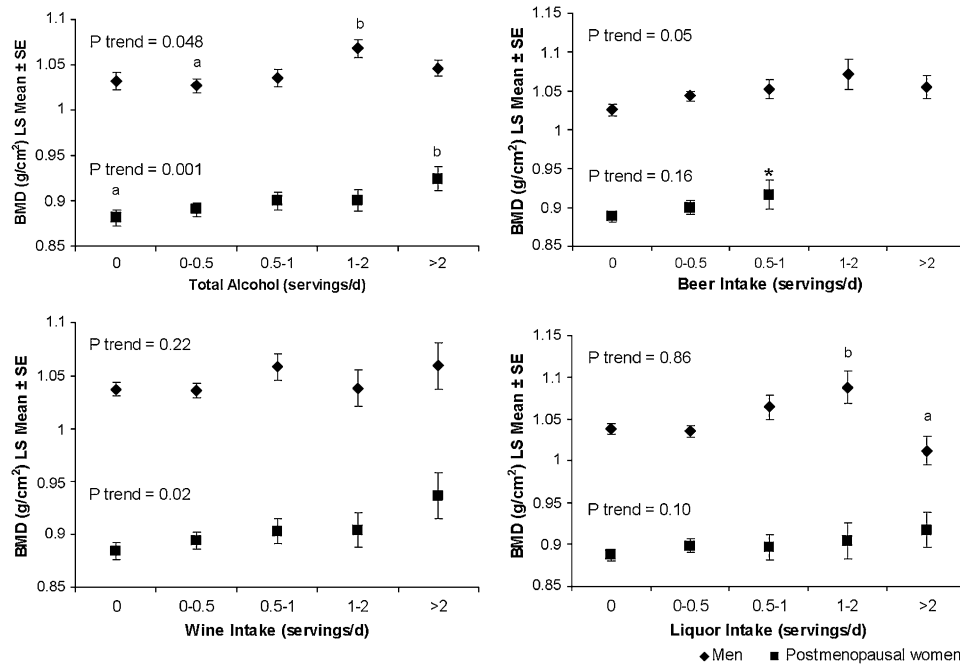 BMD (g/cm²) LS Mean ± SE
1.1
1.05
1
0.95
0.9
0.85
P trend = 0.048
a
b
P trend = 0.001
a
b
0
0-0.5
0.5-1
1-2
>2
Total Alcohol (servings/d)
BMD (g/cm²) LS Mean ± SE
1.15
1.1
1.05
1
0.95
0.9
0.85
P trend = 0.05
P trend = 0.16
*
0
0-0.5
0.5-1
1-2
>2
Beer Intake (servings/d)
BMD (g/cm²) LS Mean ± SE
1.1
1.05
1
0.95
0.9
0.85
P trend = 0.22
P trend = 0.02
0
0-0.5
0.5-1
1-2
>2
Wine Intake (servings/d)
BMD (g/cm²) LS Mean ± SE
1.15
1.1
1.05
1
0.95
0.9
0.85
P trend = 0.86
b
a
P trend = 0.10
0
0-0.5
0.5-1
1-2
>2
Liquor Intake (servings/d)
◆ Men ■ Postmenopausal women